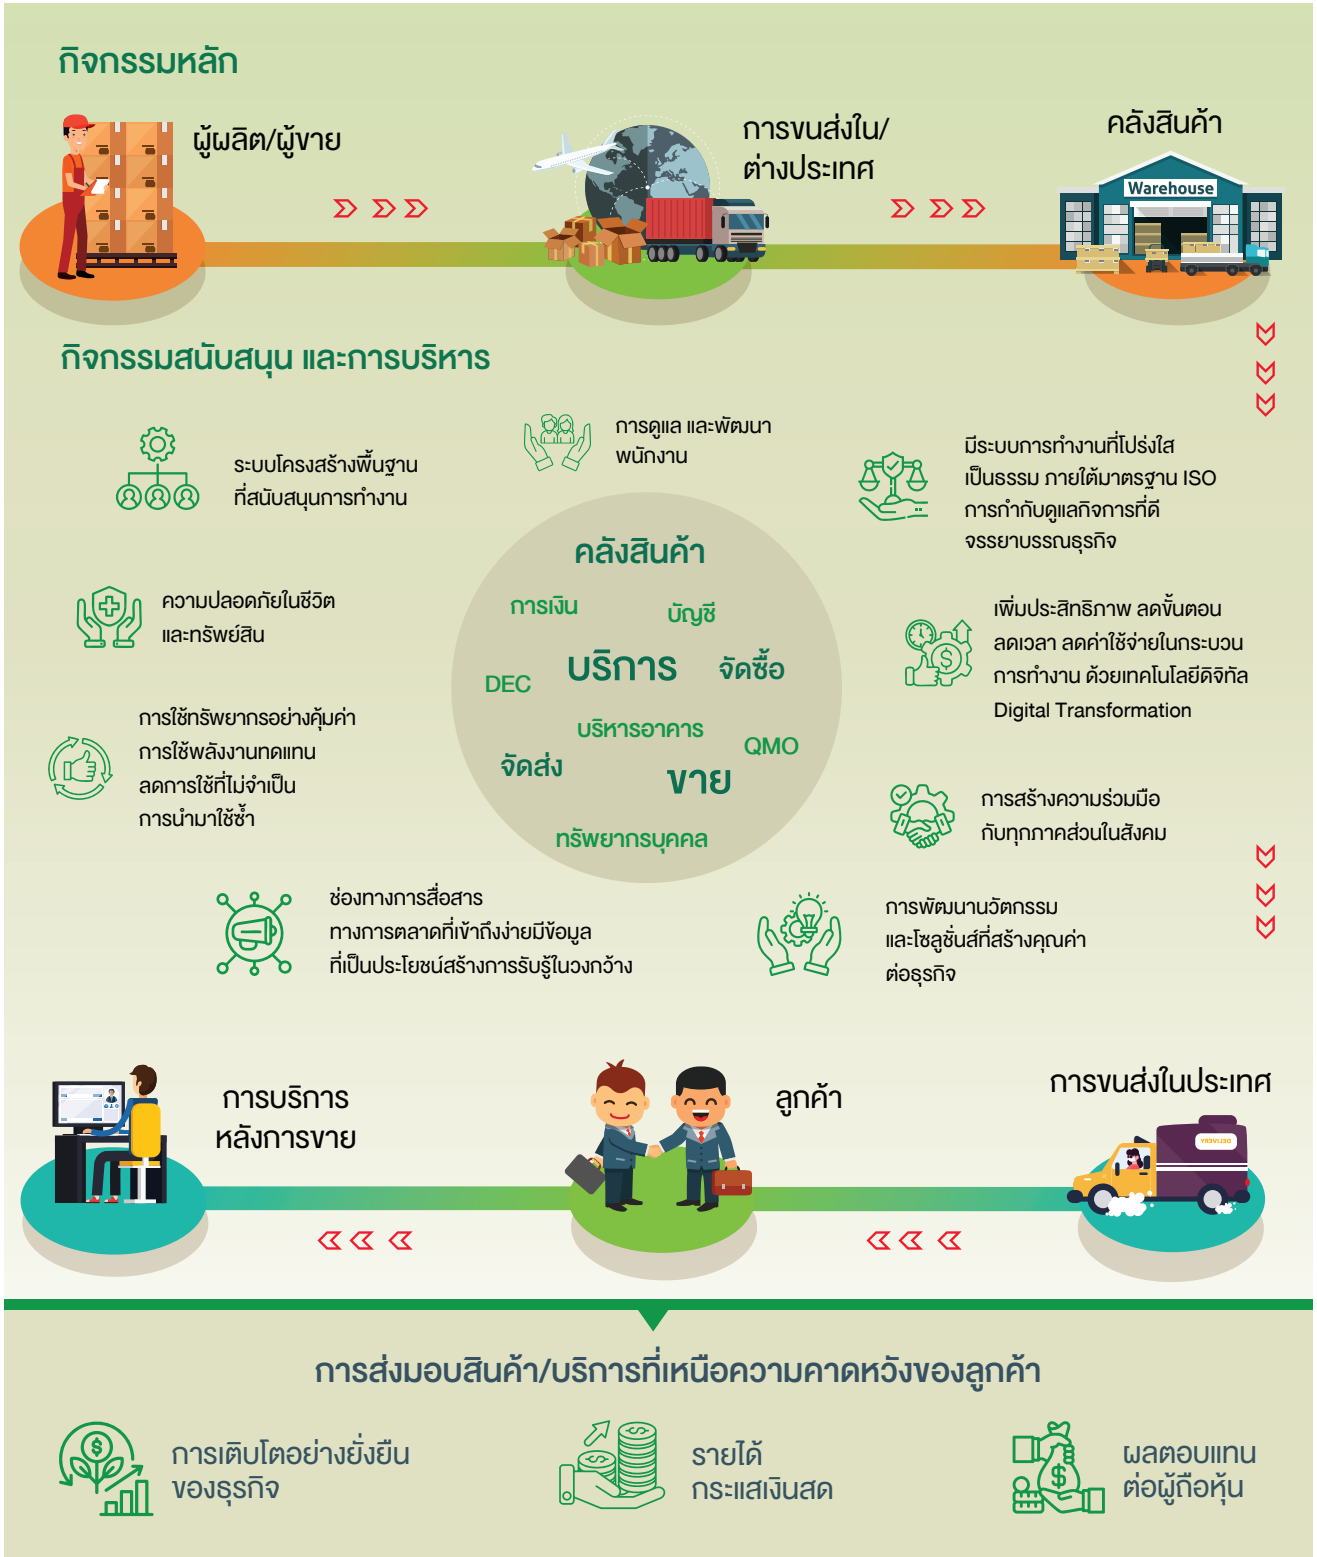 กิจกรรมหลัก
ผู้ผลิต/ผู้ขาย
การขนส่งใน/
ต่างประเทศ
คลังสินค้า
Warehouse
กิจกรรมสนับสนุน และการบริหาร
ระบบโครงสร้างพื้นฐาน
ที่สนับสนุนการทำงาน
การดูแล และพัฒนา
พนักงาน
มีระบบการทำงานที่โปร่งใส
เป็นธรรม ภายใต้มาตรฐาน ISO
การกำกับดูแลกิจการที่ดี
จรรยาบรรณธุรกิจ
ความปลอดภัยในชีวิต
และทรัพย์สิน
เพิ่มประสิทธิภาพ ลดขั้นตอน
ลดเวลา ลดค่าใช้จ่ายในกระบวน
การทำงาน ด้วยเทคโนโลยีดิจิทัล
Digital Transformation
การใช้ทรัพยากรอย่างคุ้มค่า
การใช้พลังงานทดแทน
ลดการใช้ที่ไม่จำเป็น
การนำมาใช้ซ้ำ
คลังสินค้า
การเงิน
บัญชี
บริการ
จัดซื้อ
DEC
บริหารอาคาร
QMO
จัดส่ง
ขาย
ทรัพยากรบุคคล
การสร้างความร่วมมือ
กับทุกภาคส่วนในสังคม
ช่องทางการสื่อสาร
ทางการตลาดที่เข้าถึงง่ายมีข้อมูล
ที่เป็นประโยชน์สร้างการรับรู้ในวงกว้าง
การพัฒนานวัตกรรม
และโซลูชั่นส์ที่สร้างคุณค่า
ต่อธุรกิจ
การบริการ
หลังการขาย
ลูกค้า
การขนส่งในประเทศ
DELIVERY
การส่งมอบสินค้า/บริการที่เหนือความคาดหวังของลูกค้า
การเติบโตอย่างยั่งยืน
ของธุรกิจ
รายได้
กระแสเงินสด
ผลตอบแทน
ต่อผู้ถือหุ้น